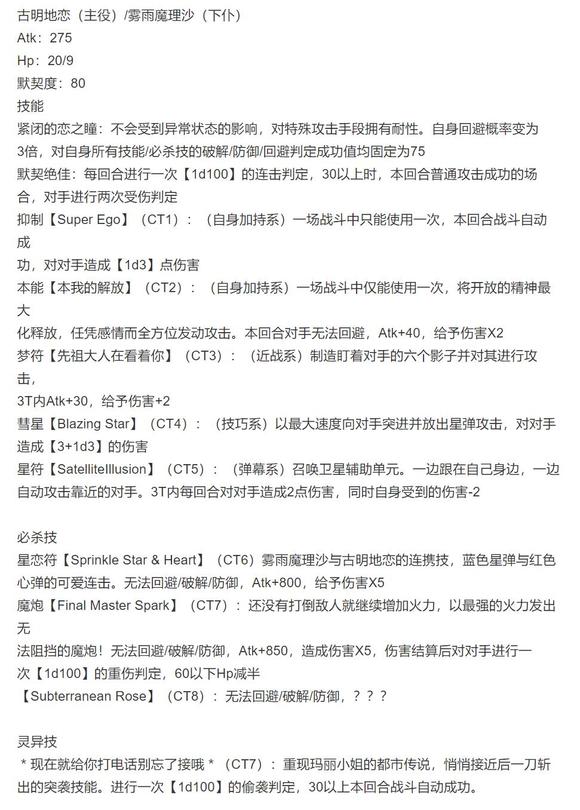 古明地恋（主役）/雾雨魔理沙（下仆）
Atk：275
Hp：20/9
默契度：80
技能
紧闭的恋之瞳：不会受到异常状态的影响，对特殊攻击手段拥有耐性。自身回避概率变为
3倍，对自身所有技能/必杀技的破解/防御/回避判定成功值均固定为75
默契绝佳：每回合进行一次【1d100】的连击判定，30以上时，本回合普通攻击成功的场
合，对手进行两次受伤判定
抑制【Super Ego】（CT1）：（自身加持系）一场战斗中只能使用一次，本回合战斗自动
成
功，对对手造成【1d3】点伤害
本能【本我的解放】（CT2）：（自身加持系）一场战斗中仅能使用一次，将开放的精神最
大
化释放，任凭感情而全方位发动攻击。本回合对手无法回避，Atk+40，给予伤害X2
梦符【先祖大人在看着你】（CT3）：（近战系）制造盯着对手的六个影子并对其进行攻
击，
3T内Atk+30，给予伤害+2
彗星【Blazing Star】（CT4）：（技巧系）以最大速度向对手突进并放出星弹攻击，对对手
造成【3+1d3】的伤害
星符【SatelliteIllusion】（CT5）：（弹幕系）召唤卫星辅助单元。一边跟在自己身边，一边
自动攻击靠近的对手。3T内每回合对对手造成2点伤害，同时自身受到的伤害-2
必杀技
星恋符【Sprinkle Star & Heart】（CT6）雾雨魔理沙与古明地恋的连携技，蓝色星弹与红色
心弹的可爱连击。无法回避/破解/防御，Atk+800，给予伤害X5
魔炮【Final Master Spark】（CT7）：还没有打倒敌人就继续增加火力，以最强的火力发出
无
法阻挡的魔炮！无法回避/破解/防御，Atk+850，造成伤害X5，伤害结算后对对手进行一
次【1d100】的重伤判定，60以下Hp减半
【Subterranean Rose】（CT8）：无法回避/破解/防御，？？？
灵异技
＊现在就给你打电话别忘了接哦＊（CT7）：重现玛丽小姐的都市传说，悄悄接近后一刀斩
出的突袭技能。进行一次【1d100】的偷袭判定，30以上本回合战斗自动成功。